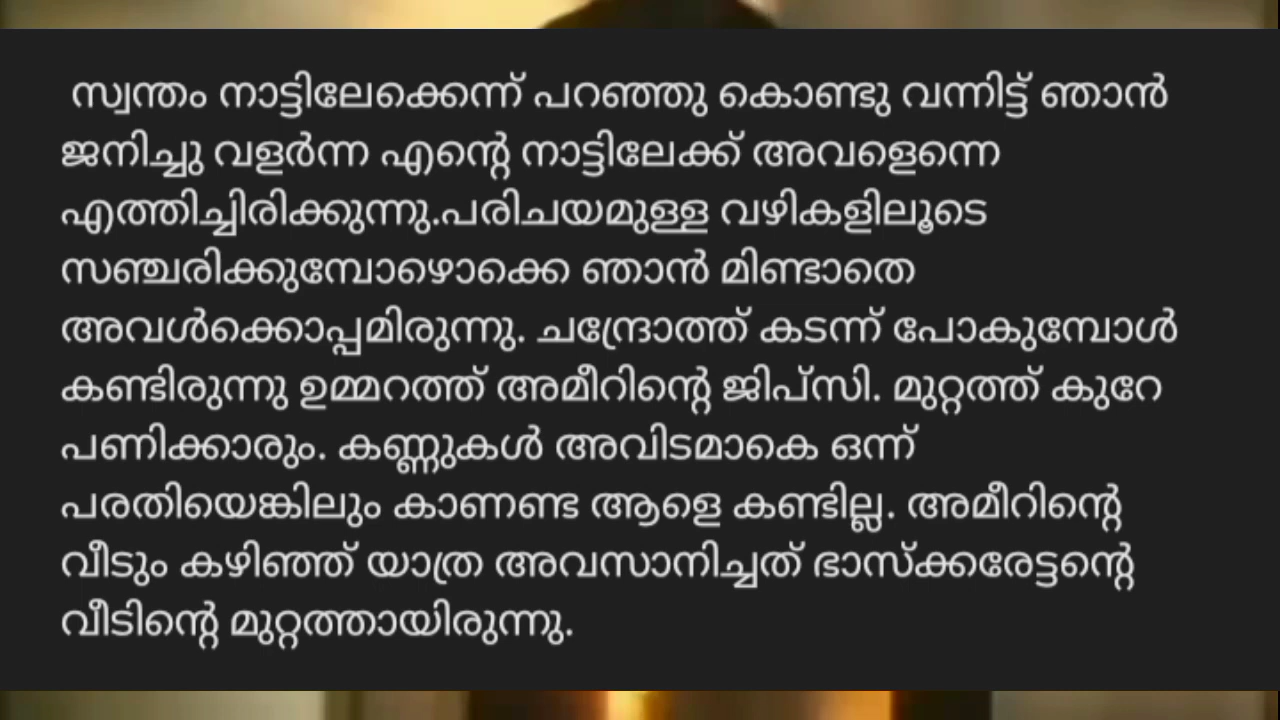 സ്വന്തം നാട്ടിലേക്കെന്ന് പറഞ്ഞു കൊണ്ടു വന്നിട്ട് ഞാൻ
ജനിച്ചു വളർന്ന എന്റെ നാട്ടിലേക്ക് അവളെന്നെ
എത്തിച്ചിരിക്കുന്നു.പരിചയമുള്ള വഴികളിലൂടെ
സഞ്ചരിക്കുമ്പോഴൊക്കെ ഞാൻ മിണ്ടാതെ
അവൾക്കൊപ്പമിരുന്നു. ചന്ദ്രോത്ത് കടന്ന് പോകുമ്പോൾ
കണ്ടിരുന്നു ഉമ്മറത്ത് അമീറിന്റെ ജിപ്സി. മുറ്റത്ത് കുറേ
പണിക്കാരും. കണ്ണുകൾ അവിടമാകെ ഒന്ന്
പരതിയെങ്കിലും കാണണ്ട ആളെ കണ്ടില്ല. അമീറിന്റെ
വീടും കഴിഞ്ഞ് യാത്ര അവസാനിച്ചത് ഭാസ്ക്കരേട്ടന്റെ
വീടിന്റെ മുറ്റത്തായിരുന്നു.